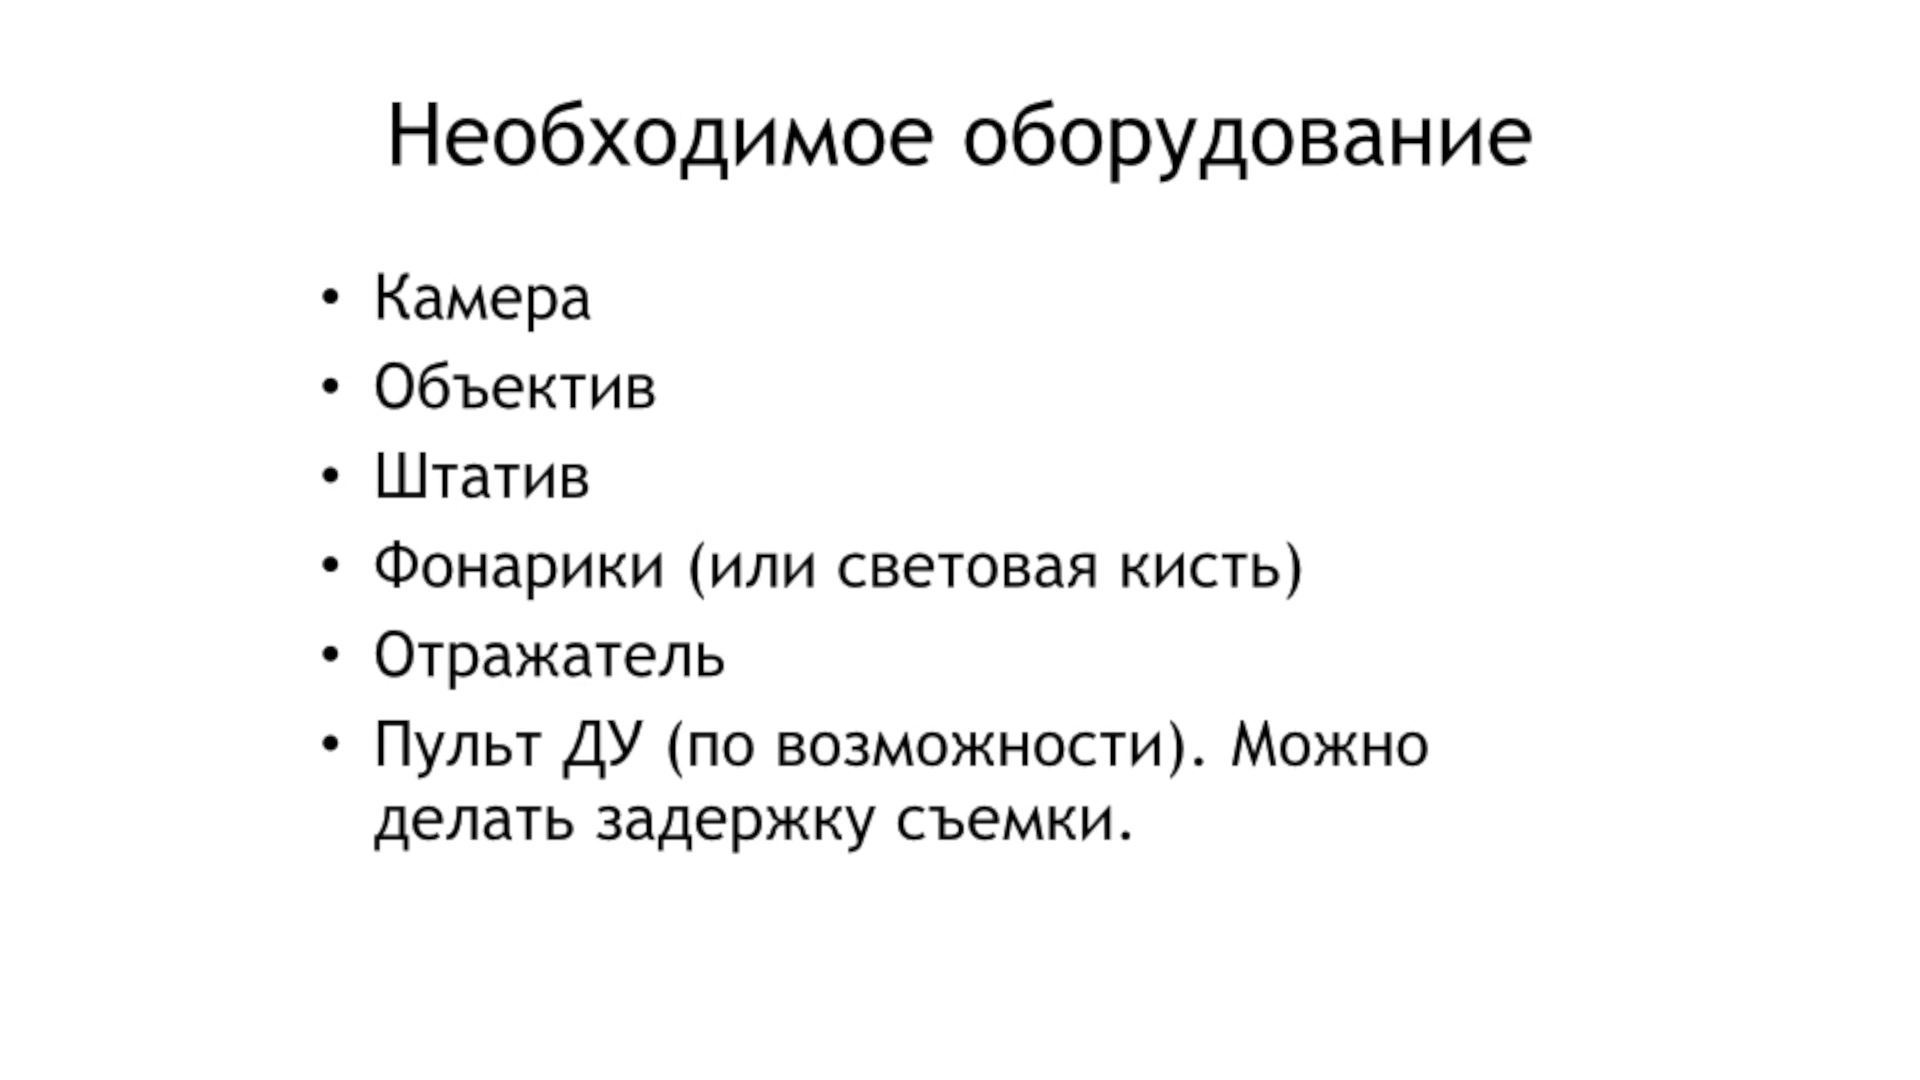 Необходимое оборудование
• Камера
• Объектив
• Штатив
• Фонарики (или световая кисть)
• Отражатель
• Пульт ДУ (по возможности). Можно
делать задержку съемки.